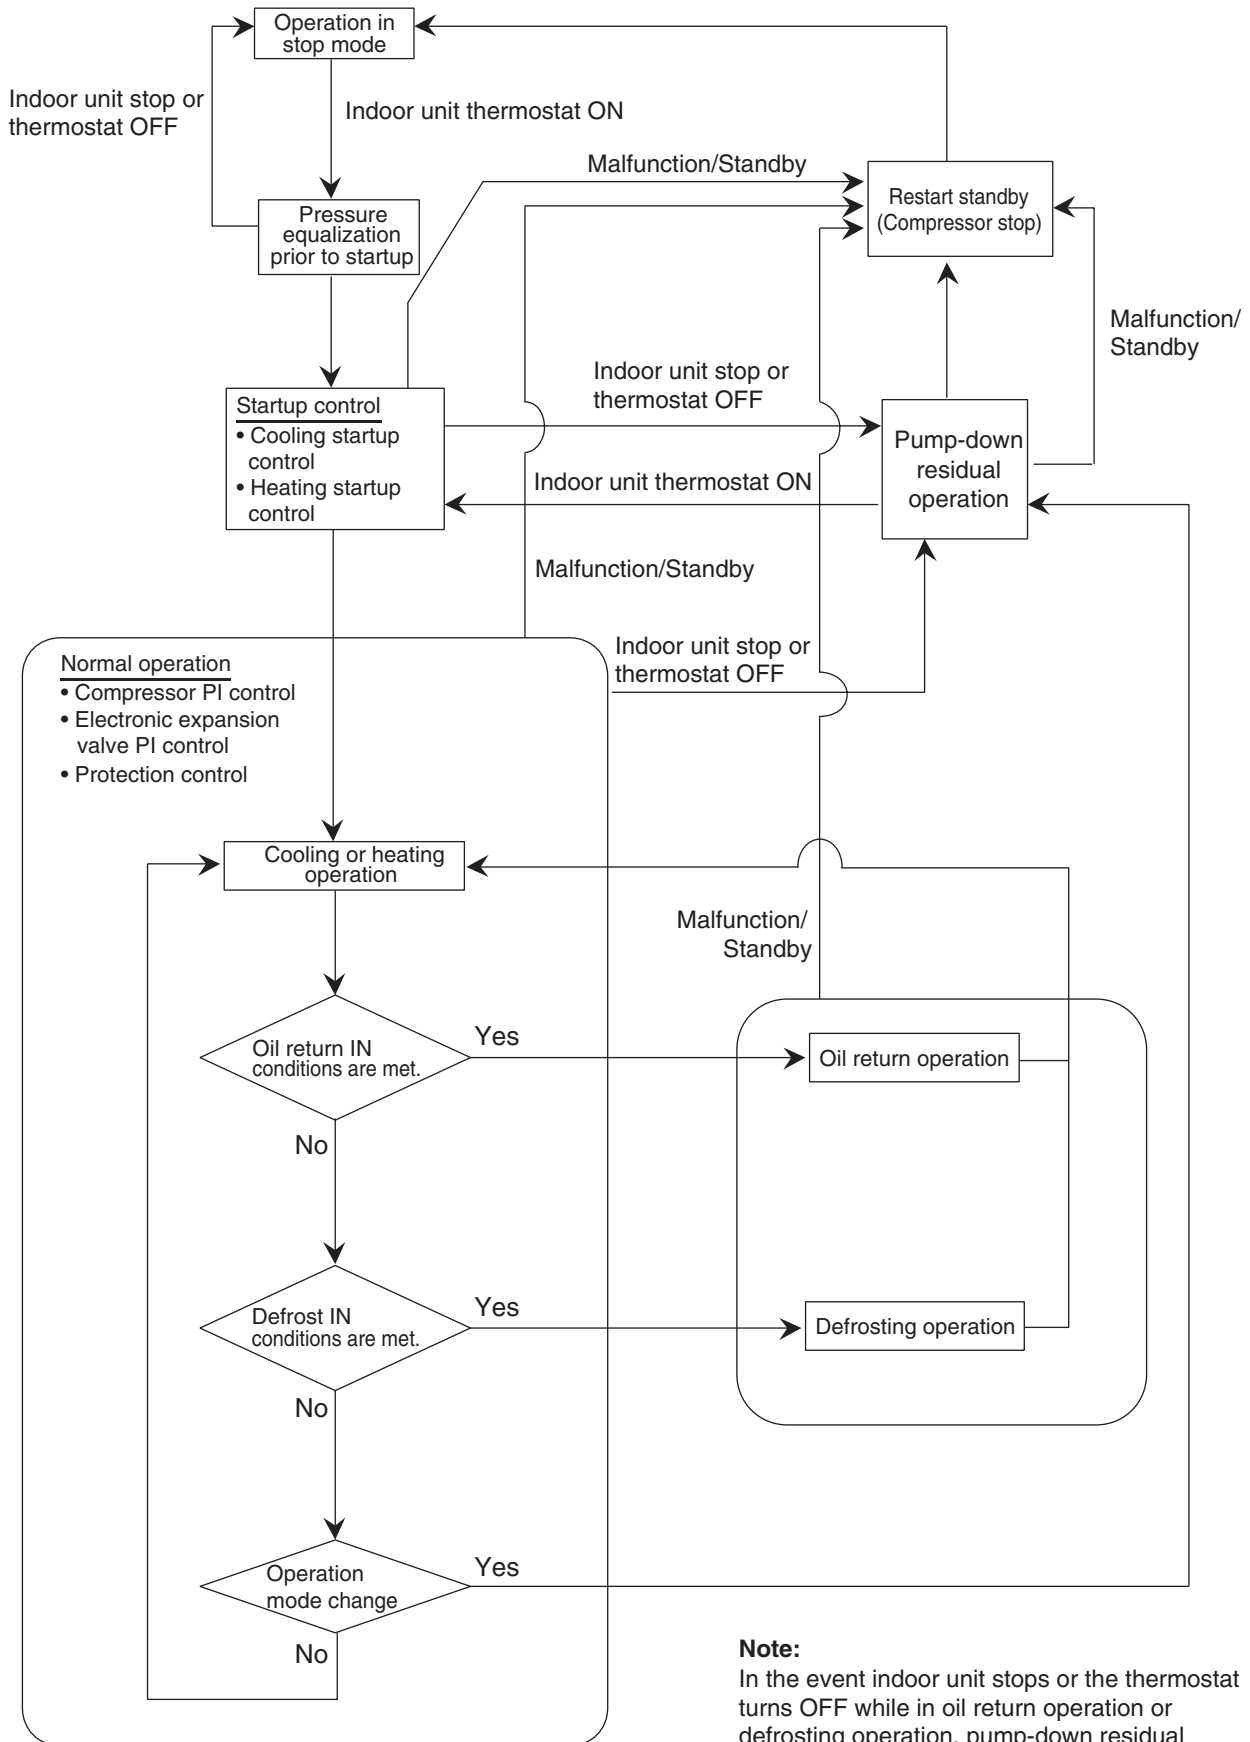 Operation in
stop mode
Indoor unit stop or
thermostat OFF
Indoor unit thermostat ON
Malfunction/Standby
Restart standby
(Compressor stop)
Pressure
equalization
prior to startup
Malfunction/
Standby
Indoor unit stop or
thermostat OFF
Startup control
• Cooling startup
control
• Heating startup
control
Pump-down
residual
operation
Indoor unit thermostat ON
Malfunction/Standby
Indoor unit stop or
thermostat OFF
Normal operation
• Compressor PI control
• Electronic expansion
valve PI control
• Protection control
Cooling or heating
operation
Malfunction/
Standby
Oil return IN
conditions are met.
Yes
Oil return operation
No
Defrost IN
conditions are met.
Yes
Defrosting operation
No
Operation
mode change
Yes
No
Note:
In the event indoor unit stops or the thermostat
turns OFF while in oil return operation or
defrosting operation, pump-down residual